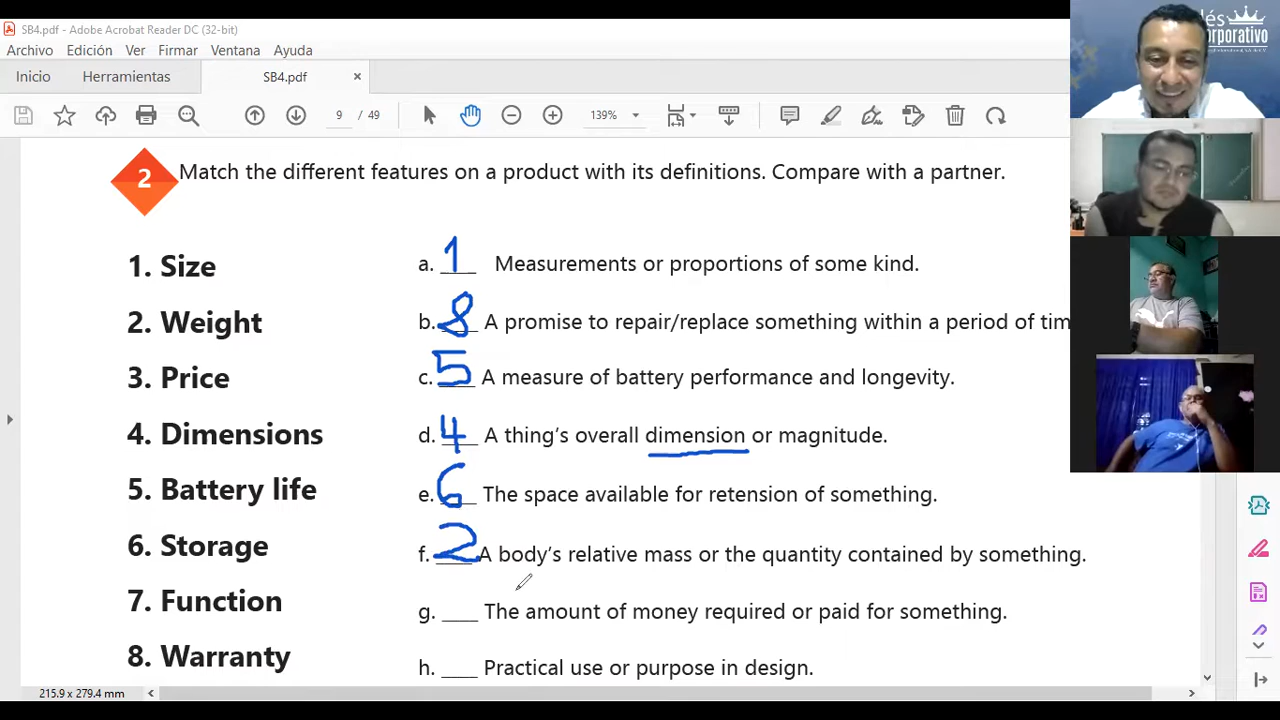 SB4.pdf - Adobe Acrobat Reader DC (32-bit)
Archivo Edición Ver Firmar Ventana Ayuda
Inicio Herramientas SB4.pdf ×
9 / 49 139%
2 Match the different features on a product with its definitions. Compare with a partner.
1. Size a. 1 Measurements or proportions of some kind.
2. Weight b. 8 A promise to repair/replace something within a period of tim
3. Price c. 5 A measure of battery performance and longevity.
4. Dimensions d. 4 A thing's overall dimension or magnitude.
5. Battery life e. 6 The space available for retension of something.
6. Storage f. 2 A body's relative mass or the quantity contained by something.
7. Function g. ____ The amount of money required or paid for something.
8. Warranty h. ____ Practical use or purpose in design.
215.9 x 279.4 mm
és
rporativo